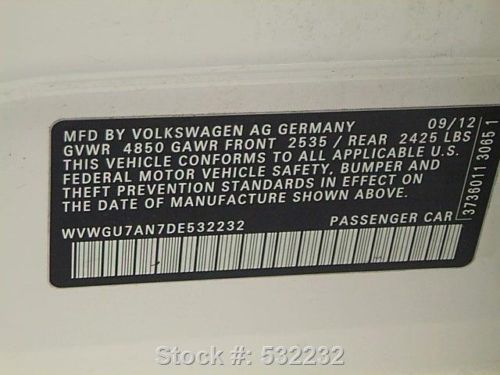 MFD BY VOLKSWAGEN AG GERMANY 09/12
GVWR 4850 GAWR FRONT 2535 / REAR 2425 LBS
THIS VEHICLE CONFORMS TO ALL APPLICABLE U.S.
FEDERAL MOTOR VEHICLE SAFETY, BUMPER AND
THEFT PREVENTION STANDARDS IN EFFECT ON
THE DATE OF MANUFACTURE SHOWN ABOVE.
WVWGU7AN7DE532232 PASSENGER CAR
3736011 3065 1
Stock #: 532232